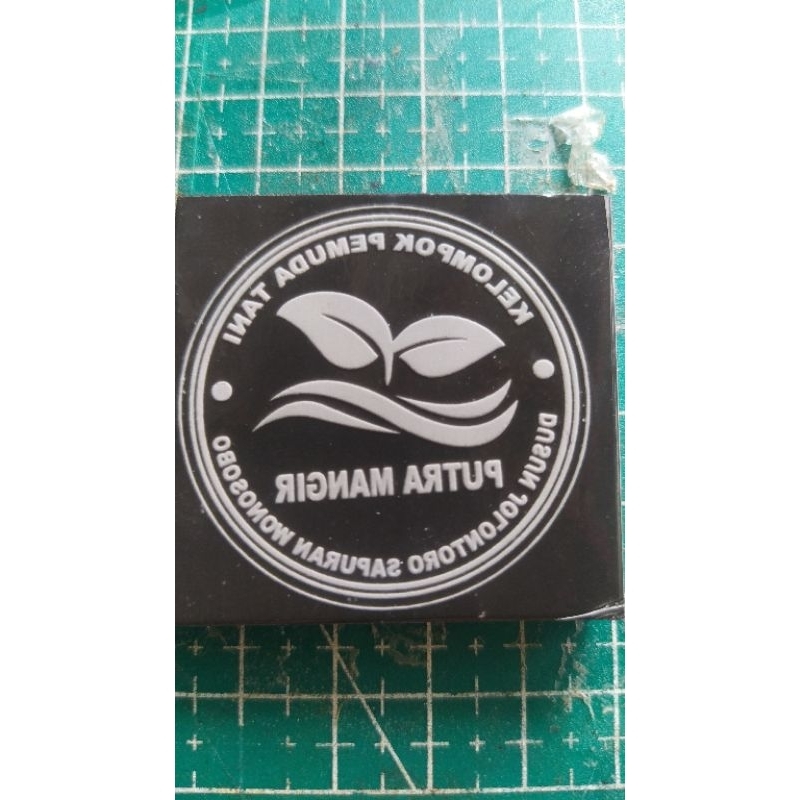 KELOMPOK PEMUDA TANI
PUTRA MANGIR
DUSUN JOLONTORO SAPURAN WONOSOBO